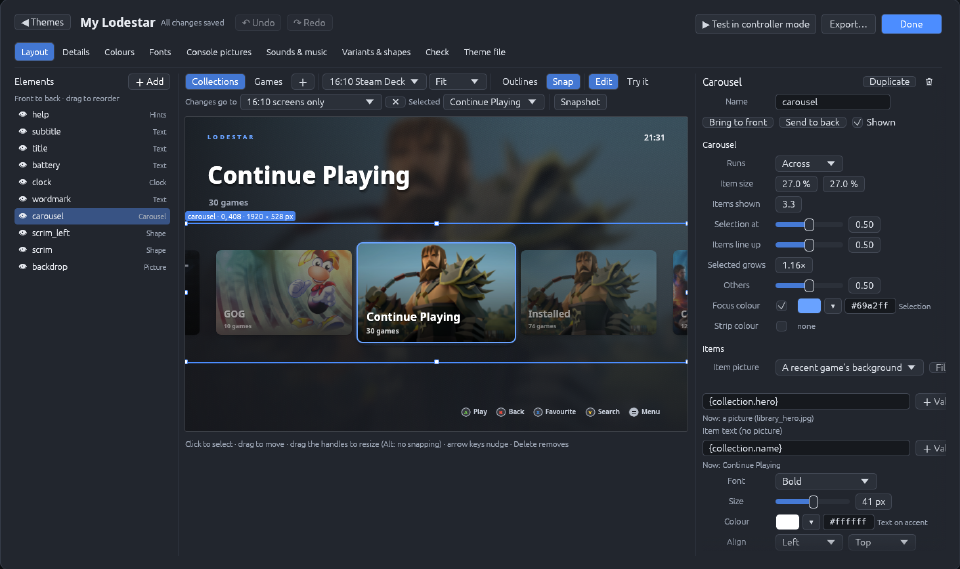 ◀ Themes My Lodestar All changes saved ↶ Undo ↷ Redo ▶ Test in controller mode Export… Done
Layout Details Colours Fonts Console pictures Sounds & music Variants & shapes Check Theme file
Elements + Add
Front to back · drag to reorder
help Hints
subtitle Text
title Text
battery Text
clock Clock
wordmark Text
carousel Carousel
scrim_left Shape
scrim Shape
backdrop Picture
Collections Games + 16:10 Steam Deck ▼ Fit ▼ Outlines Snap Edit Try it
Changes go to 16:10 screens only ▼ ✕ Selected Continue Playing ▼ Snapshot
LODESTAR 21:31
Continue Playing
30 games
carousel · 0, 408 · 1920 × 528 px
GOG
16 games
Continue Playing
30 games
Installed
74 games
C
Play Back Favourite Search Menu
Click to select · drag to move · drag the handles to resize (Alt: no snapping) · arrow keys nudge · Delete removes
Carousel Duplicate
Name carousel
Bring to front Send to back Shown
Carousel
Runs Across ▼
Item size 27.0 % 27.0 %
Items shown 3.3
Selection at 0.50
Items line up 0.50
Selected grows 1.16×
Others 0.50
Focus colour ▼ #69a2ff Selection
Strip colour none
Items
Item picture A recent game's background ▼ Fil
{collection.hero} + Val
Now: a picture (library_hero.jpg)
Item text (no picture)
{collection.name} + Val
Now: Continue Playing
Font Bold ▼
Size 41 px
Colour ▼ #ffffff Text on accent
Align Left ▼ Top ▼